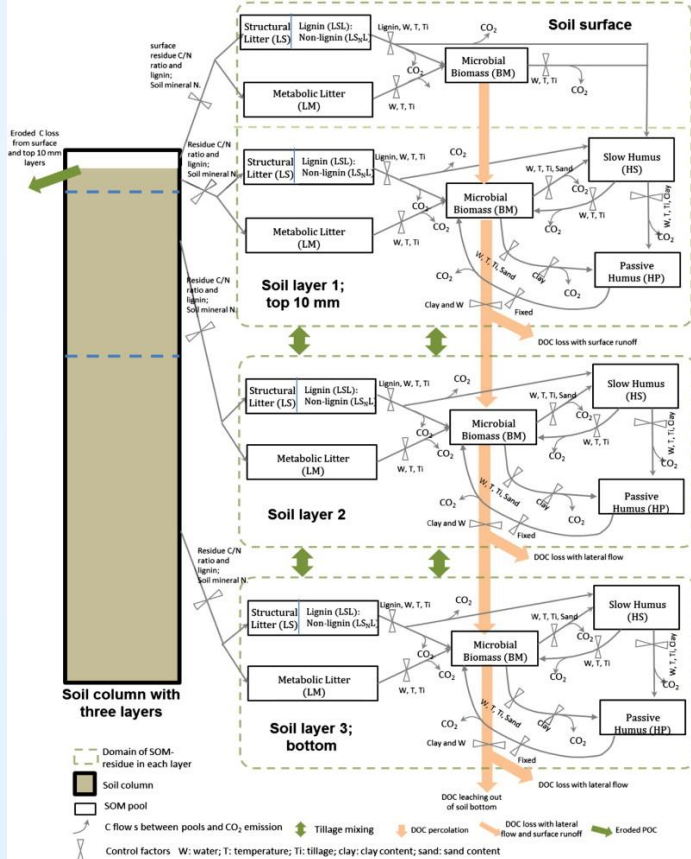 Soil surface
surface
residue C/N
ratio and
lignin;
Soil mineral N.
Structural
Litter (LS)
Lignin (LSL):
Non-lignin (LSNL)
Lignin, W, T, Ti
CO2
CO2
Metabolic Litter
(LM)
W, T, Ti
Microbial
Biomass (BM)
W, T, Ti
CO2
Eroded C loss
from surface
and top 10 mm
layers
Residue C/N
ratio and
lignin;
Soil mineral N.
Structural
Litter (LS)
Lignin (LSL):
Non-lignin (LSNL)
Lignin, W, T, Ti
CO2
CO2
Metabolic Litter
(LM)
W, T, Ti
Microbial
Biomass (BM)
W, T, Ti, Sand
CO2
W, T, Ti
Slow Humus
(HS)
W, T, Ti, Clay
CO2
Passive
Humus (HP)
W, T, Ti, Sand
Clay
CO2
CO2
Clay and W
Fixed
Soil layer 1;
top 10 mm
DOC loss with surface runoff
Residue C/N
ratio and
lignin;
Soil mineral N.
Structural
Litter (LS)
Lignin (LSL):
Non-lignin (LSNL)
Lignin, W, T, Ti
CO2
CO2
Metabolic Litter
(LM)
W, T, Ti
Microbial
Biomass (BM)
W, T, Ti, Sand
CO2
W, T, Ti
Slow Humus
(HS)
W, T, Ti, Clay
CO2
Passive
Humus (HP)
W, T, Ti, Sand
Clay
CO2
CO2
Clay and W
Fixed
Soil layer 2
DOC loss with lateral flow
Residue C/N
ratio and
lignin;
Soil mineral N.
Structural
Litter (LS)
Lignin (LSL):
Non-lignin (LSNL)
Lignin, W, T, Ti
CO2
CO2
Metabolic Litter
(LM)
W, T, Ti
Microbial
Biomass (BM)
W, T, Ti, Sand
CO2
W, T, Ti
Slow Humus
(HS)
W, T, Ti, Clay
CO2
Passive
Humus (HP)
W, T, Ti, Sand
Clay
CO2
CO2
Clay and W
Fixed
Soil layer 3;
bottom
DOC loss with lateral flow
DOC leaching out
of soil bottom
Soil column with
three layers
Domain of SOM-
residue in each layer
Soil column
SOM pool
C flow s between pools and CO2 emission
Tillage mixing
DOC percolation
DOC loss with lateral
flow and surface runoff
Eroded POC
Control factors W: water; T: temperature; Ti: tillage; clay: clay content; sand: sand content